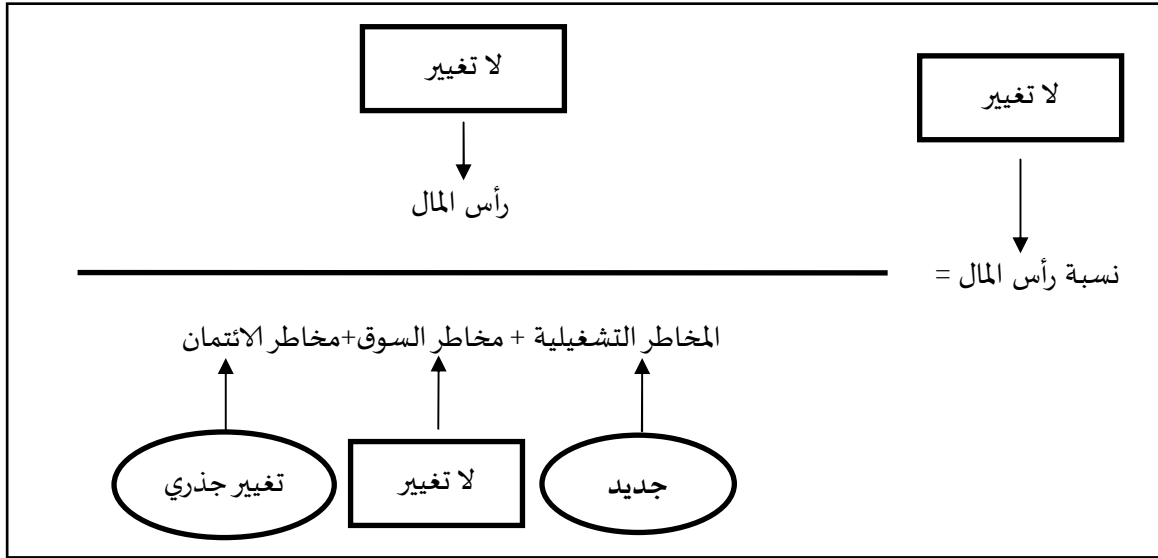 لا تغيير
لا تغيير
رأس المال
نسبة رأس المال =
المخاطر التشغيلية + مخاطر السوق+مخاطر الائتمان
جديد
لا تغيير
تغيير جذري